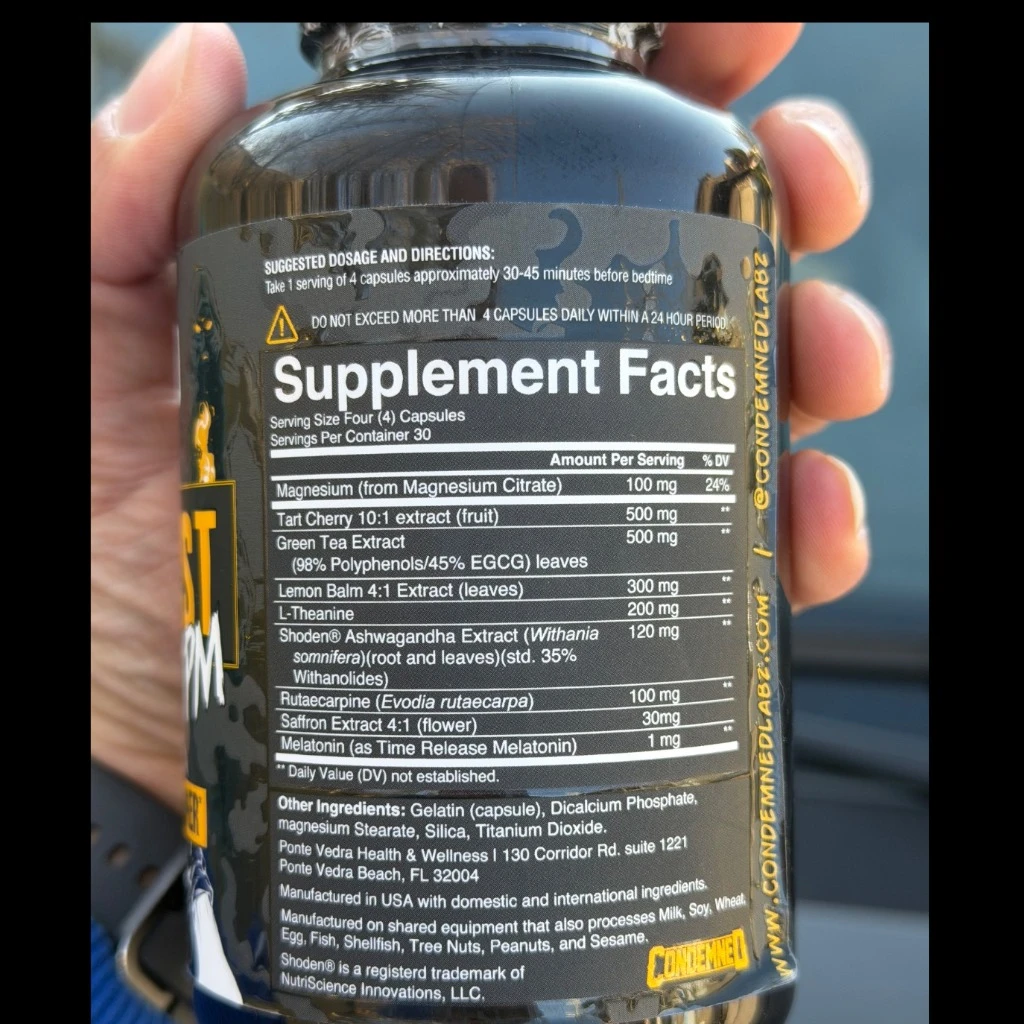 SUGGESTED DOSAGE AND DIRECTIONS:
Take 1 serving of 4 capsules approximately 30-45 minutes before bedtime
DO NOT EXCEED MORE THAN 4 CAPSULES DAILY WITHIN A 24 HOUR PERIOD.
Supplement Facts
Serving Size Four (4) Capsules
Servings Per Container 30
Amount Per Serving % DV
Magnesium (from Magnesium Citrate) 100 mg 24%
Tart Cherry 10:1 extract (fruit) 500 mg **
Green Tea Extract 500 mg **
(98% Polyphenols/45% EGCG) leaves
Lemon Balm 4:1 Extract (leaves) 300 mg **
L-Theanine 200 mg **
Shoden® Ashwagandha Extract (Withania 120 mg **
somnifera)(root and leaves)(std. 35%
Withanolides)
Rutaecarpine (Evodia rutaecarpa) 100 mg **
Saffron Extract 4:1 (flower) 30mg
Melatonin (as Time Release Melatonin) 1 mg **
** Daily Value (DV) not established.
Other Ingredients: Gelatin (capsule), Dicalcium Phosphate,
magnesium Stearate, Silica, Titanium Dioxide.
Ponte Vedra Health & Wellness | 130 Corridor Rd. suite 1221
Ponte Vedra Beach, FL 32004
Manufactured in USA with domestic and international ingredients.
Manufactured on shared equipment that also processes Milk, Soy, Wheat,
Egg, Fish, Shellfish, Tree Nuts, Peanuts, and Sesame.
Shoden® is a registerd trademark of
NutriScience Innovations, LLC.
CONDEMNED
WWW.CONDEMNEDLABZ.COM | @CONDEMNEDLABZ
ST
PM